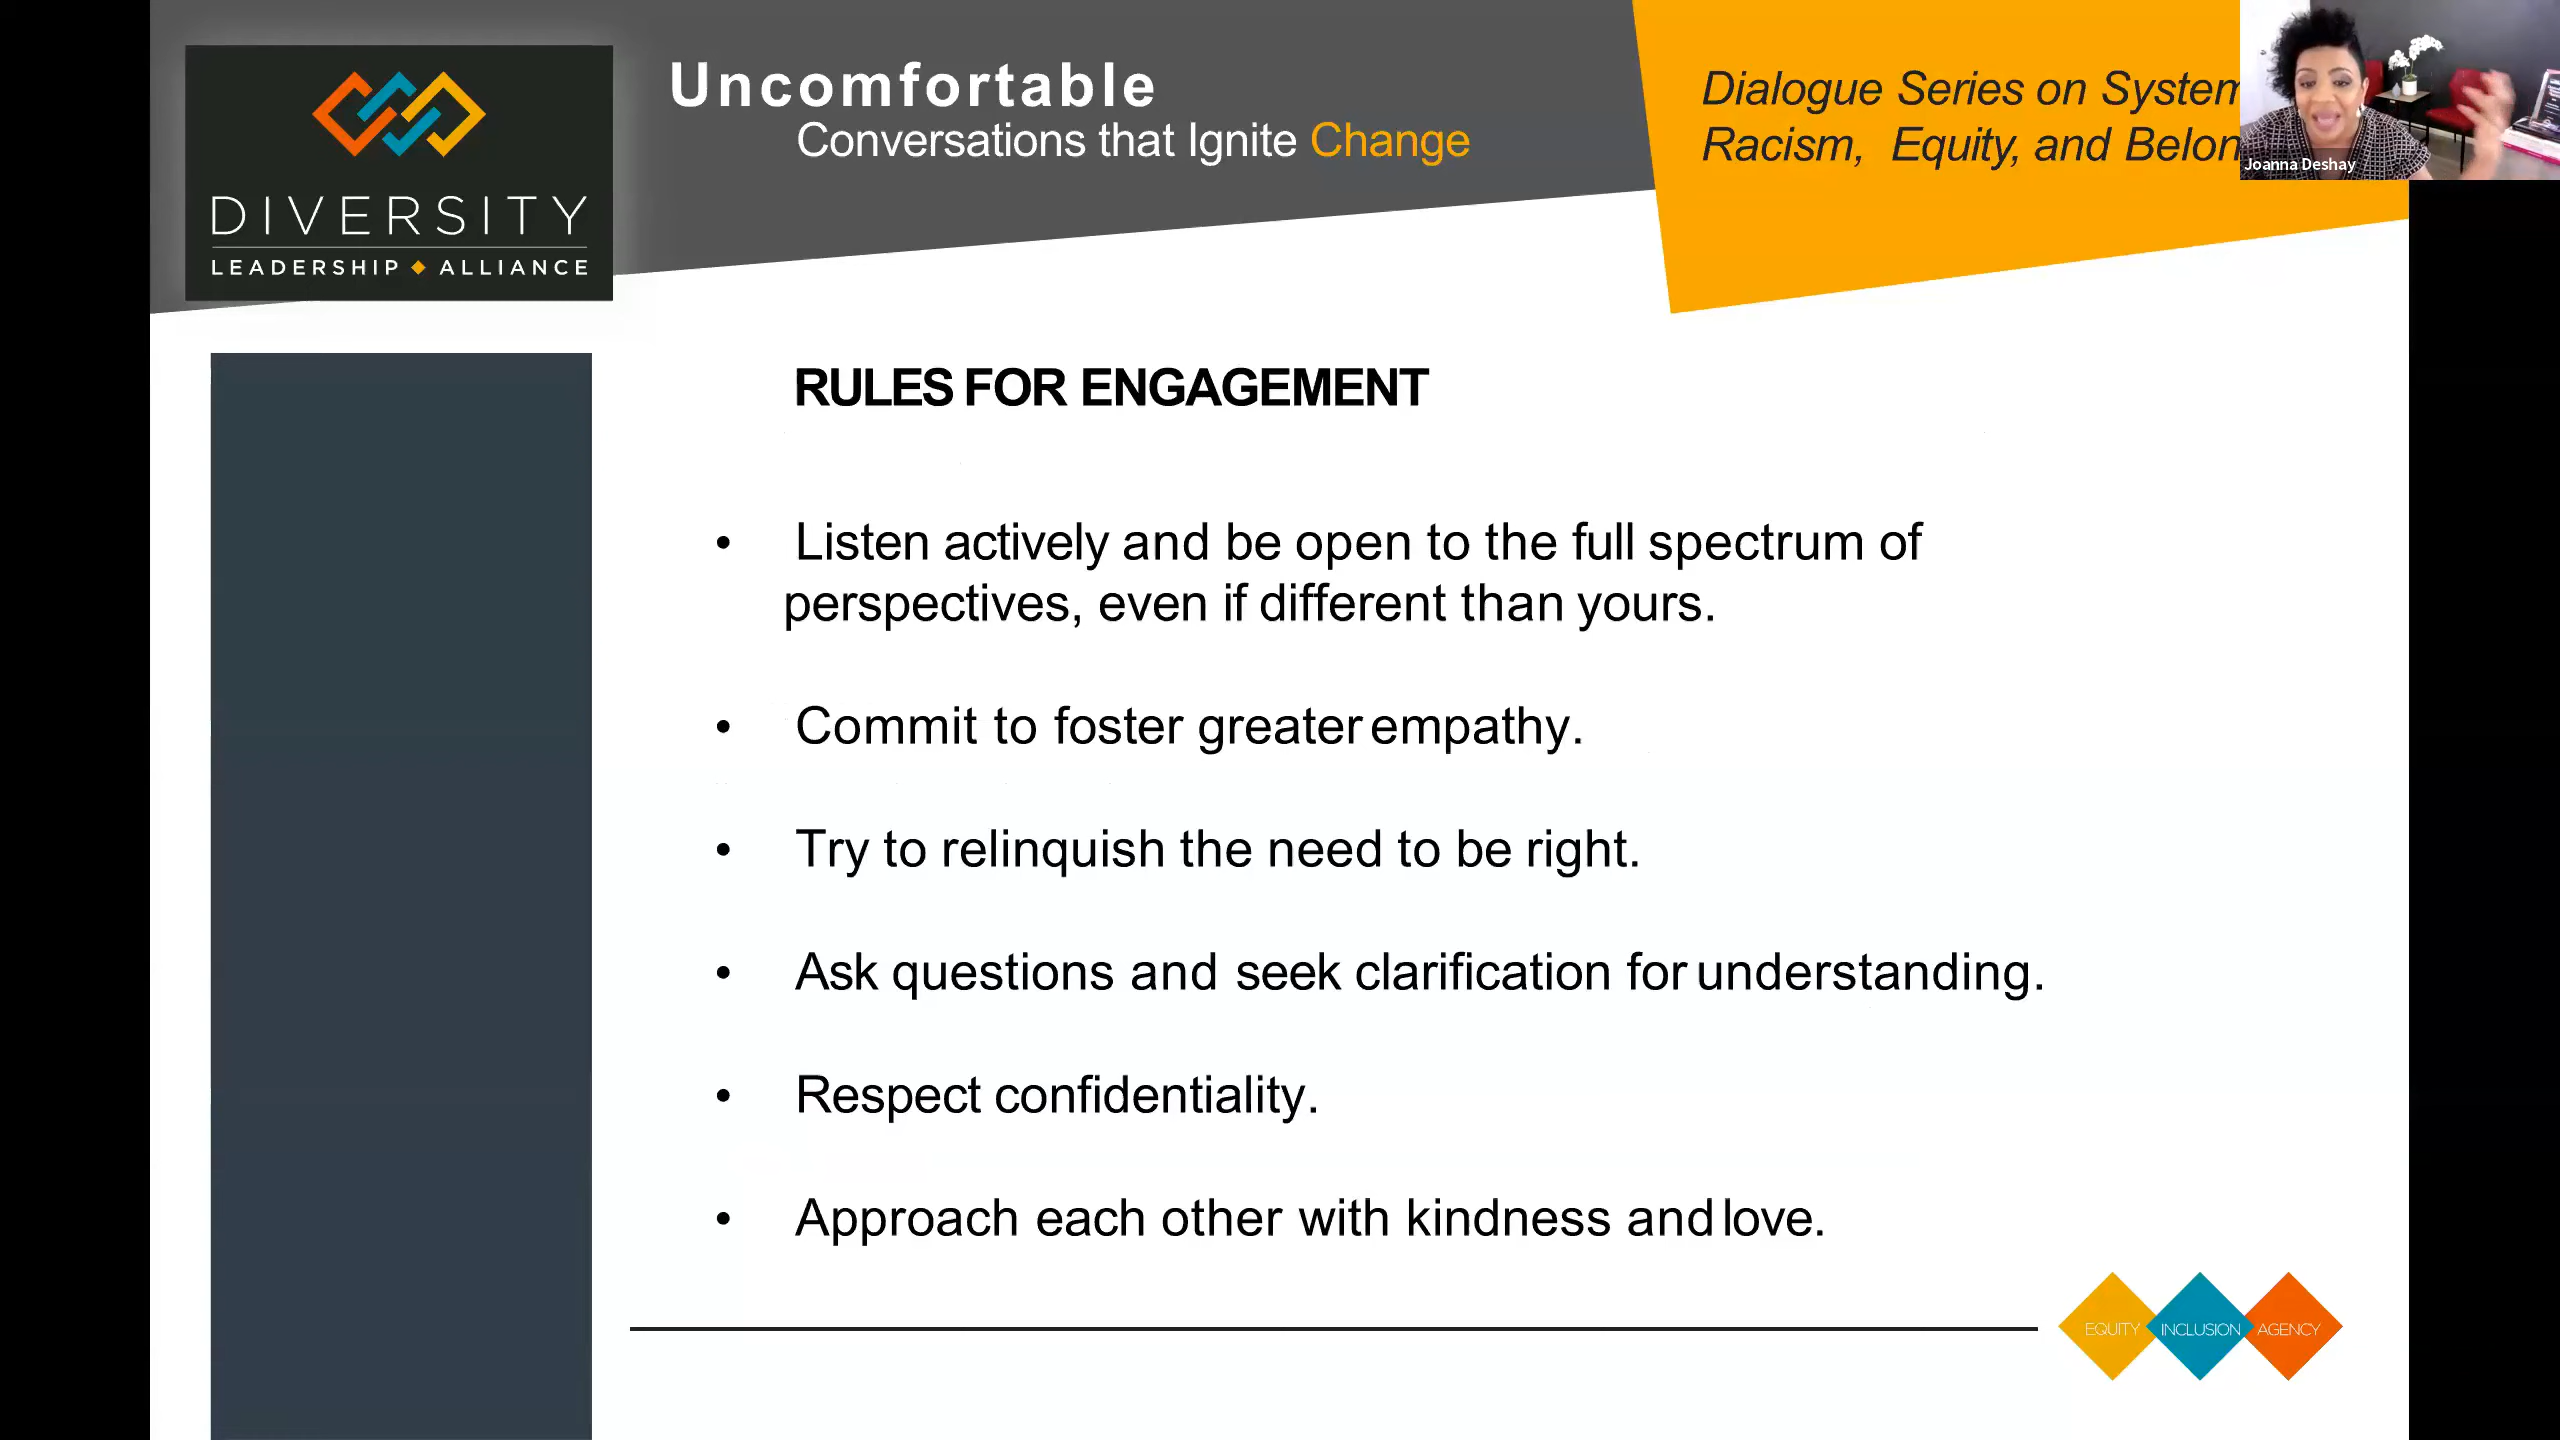 Uncomfortable
Conversations that Ignite Change
Dialogue Series on System
Racism, Equity, and Belon
Joanna Deshay
DIVERSITY
LEADERSHIP ALLIANCE
RULES FOR ENGAGEMENT
• Listen actively and be open to the full spectrum of
perspectives, even if different than yours.
• Commit to foster greater empathy.
• Try to relinquish the need to be right.
• Ask questions and seek clarification for understanding.
• Respect confidentiality.
• Approach each other with kindness and love.
EQUITY INCLUSION AGENCY